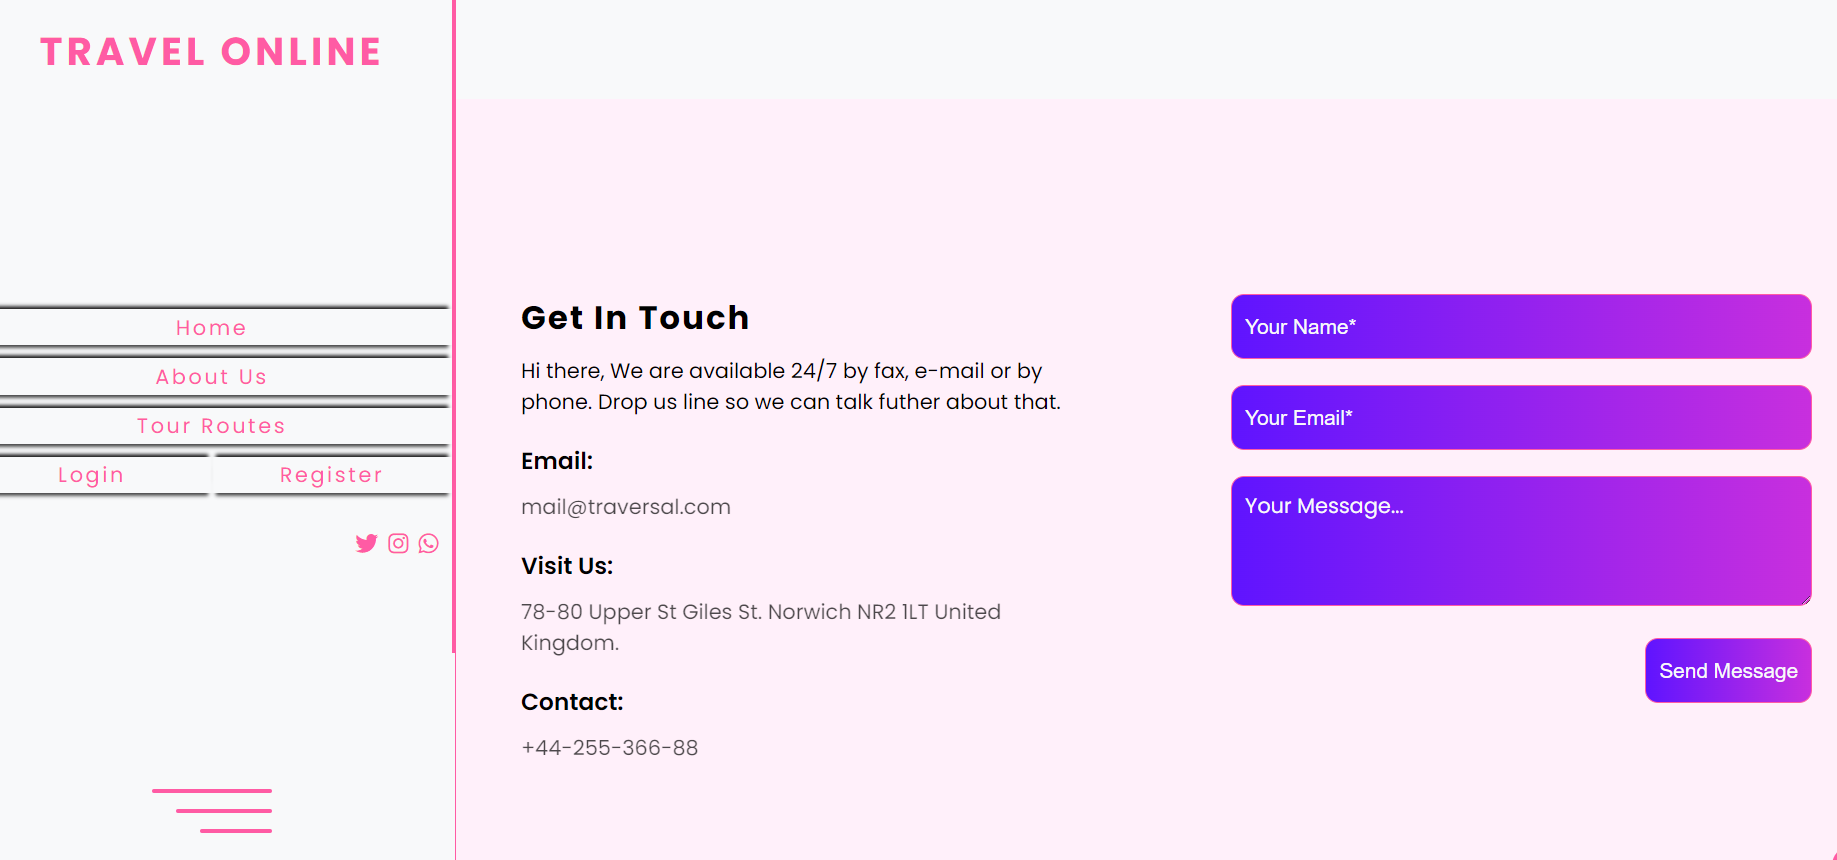 TRAVEL ONLINE
Home
About Us
Tour Routes
Login
Register
Get In Touch
Hi there, We are available 24/7 by fax, e-mail or by
phone. Drop us line so we can talk futher about that.
Email:
mail@traversal.com
Visit Us:
78-80 Upper St Giles St. Norwich NR2 1LT United
Kingdom.
Contact:
+44-255-366-88
Your Name*
Your Email*
Your Message...
Send Message